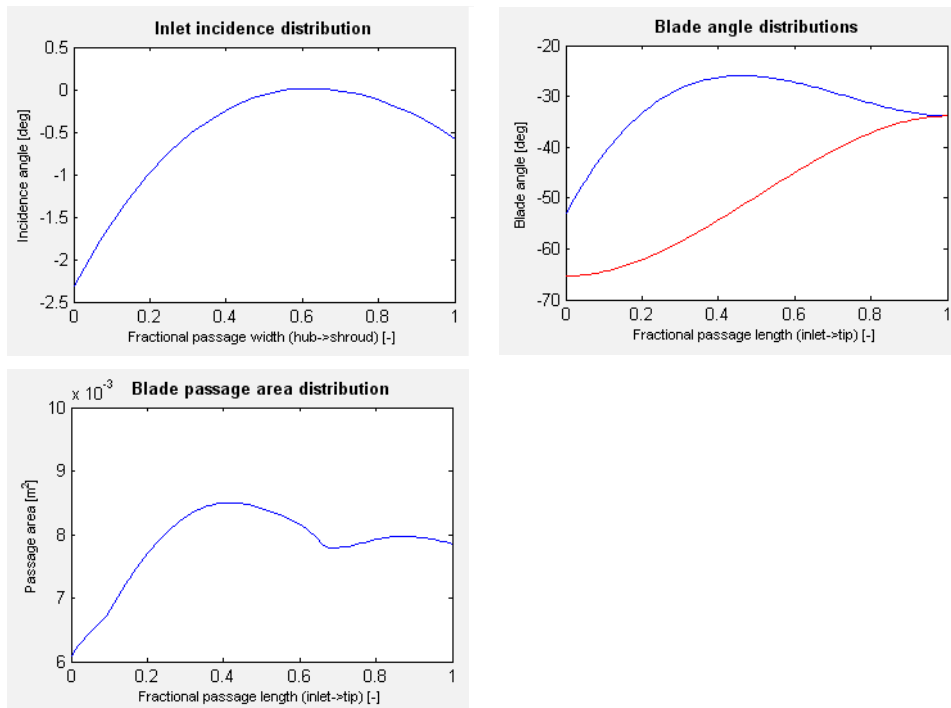 Inlet incidence distribution
0.5
0
-0.5
-1
-1.5
-2
-2.5
0 0.2 0.4 0.6 0.8 1
Incidence angle [deg]
Fractional passage width (hub->shroud) [-]
Blade angle distributions
-20
-30
-40
-50
-60
-70
0 0.2 0.4 0.6 0.8 1
Blade angle [deg]
Fractional passage length (inlet->tip) [-]
x 10⁻³ Blade passage area distribution
10
9
8
7
6
0 0.2 0.4 0.6 0.8 1
Passage area [m²]
Fractional passage length (inlet->tip) [-]